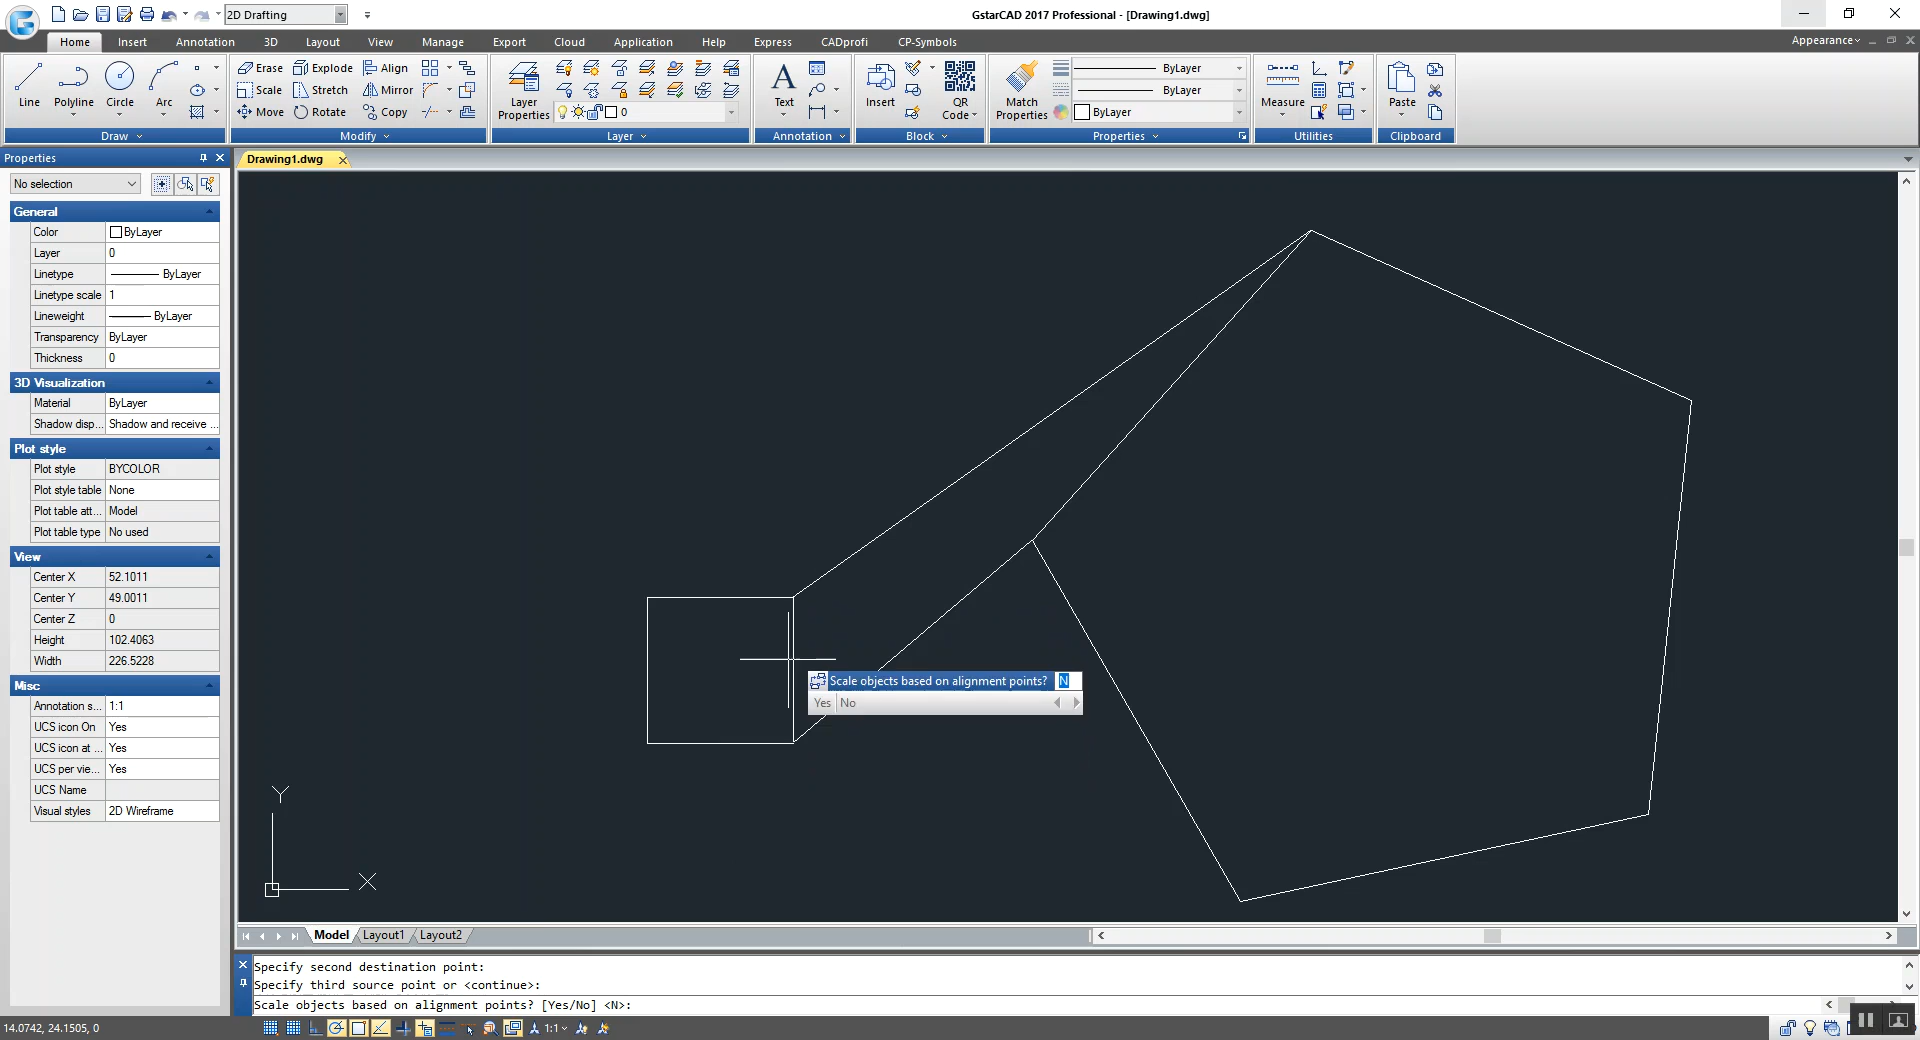 2D Drafting
GstarCAD 2017 Professional - [Drawing1.dwg]
Home Insert Annotation 3D Layout View Manage Export Cloud Application Help Express CADprofi CP-Symbols Appearance
Line Polyline Circle Arc
Draw
Erase Explode Align
Scale Stretch Mirror
Move Rotate Copy
Modify
Layer Properties
0
Layer
Text
Annotation
Insert QR Code
Block
Match Properties
ByLayer
ByLayer
ByLayer
Properties
Measure
Utilities
Paste
Clipboard
Properties
Drawing1.dwg
No selection
General
Color ByLayer
Layer 0
Linetype ByLayer
Linetype scale 1
Lineweight ByLayer
Transparency ByLayer
Thickness 0
3D Visualization
Material ByLayer
Shadow disp... Shadow and receive ...
Plot style
Plot style BYCOLOR
Plot style table None
Plot table att... Model
Plot table type No used
View
Center X 52.1011
Center Y 49.0011
Center Z 0
Height 102.4063
Width 226.5228
Misc
Annotation s... 1:1
UCS icon On Yes
UCS icon at ... Yes
UCS per vie... Yes
UCS Name
Visual styles 2D Wireframe
Scale objects based on alignment points? N
Yes No
Y
X
Model Layout1 Layout2
Specify second destination point:
Specify third source point or <continue>:
Scale objects based on alignment points? [Yes/No] <N>:
14.0742, 24.1505, 0
1:1